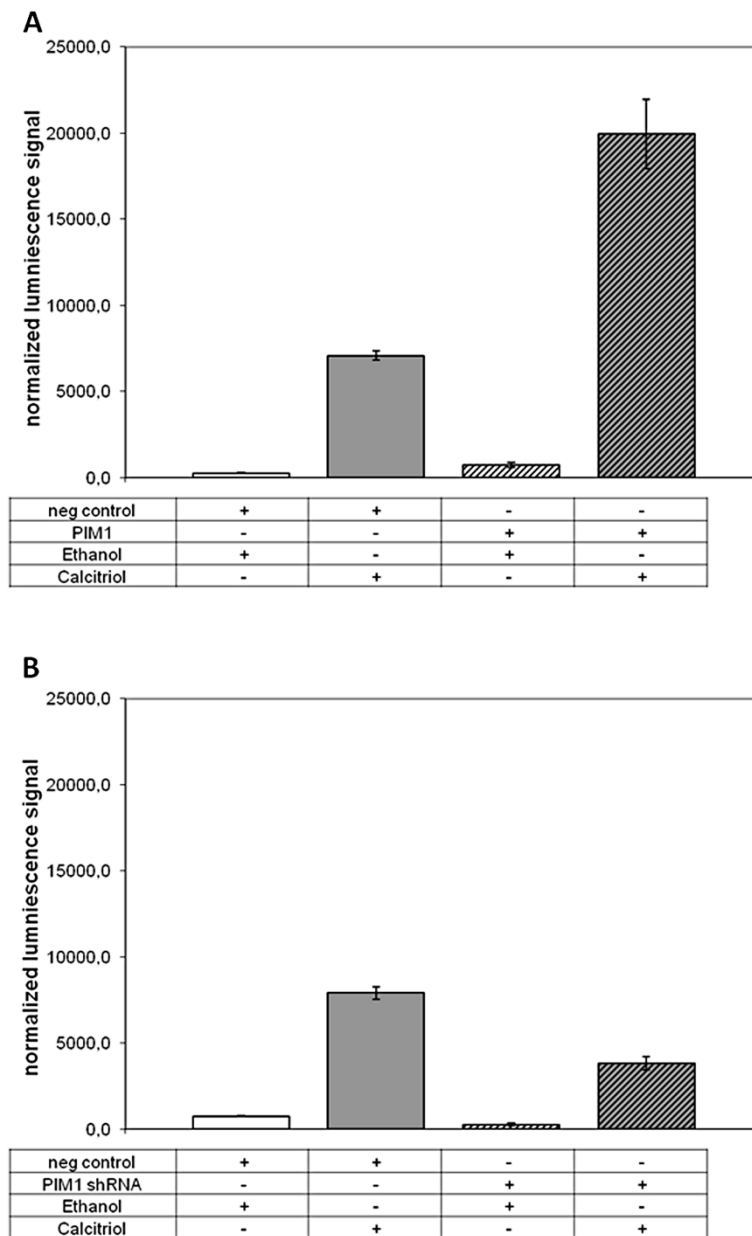 A
25000,0
20000,0
15000,0
10000,0
5000,0
0,0
normalized lumniescence signal
neg control + + - -
PIM1 - - + +
Ethanol + - + -
Calcitriol - + - +
B
25000,0
20000,0
15000,0
10000,0
5000,0
0,0
normalized lumniescence signal
neg control + + - -
PIM1 shRNA - - + +
Ethanol + - + -
Calcitriol - + - +